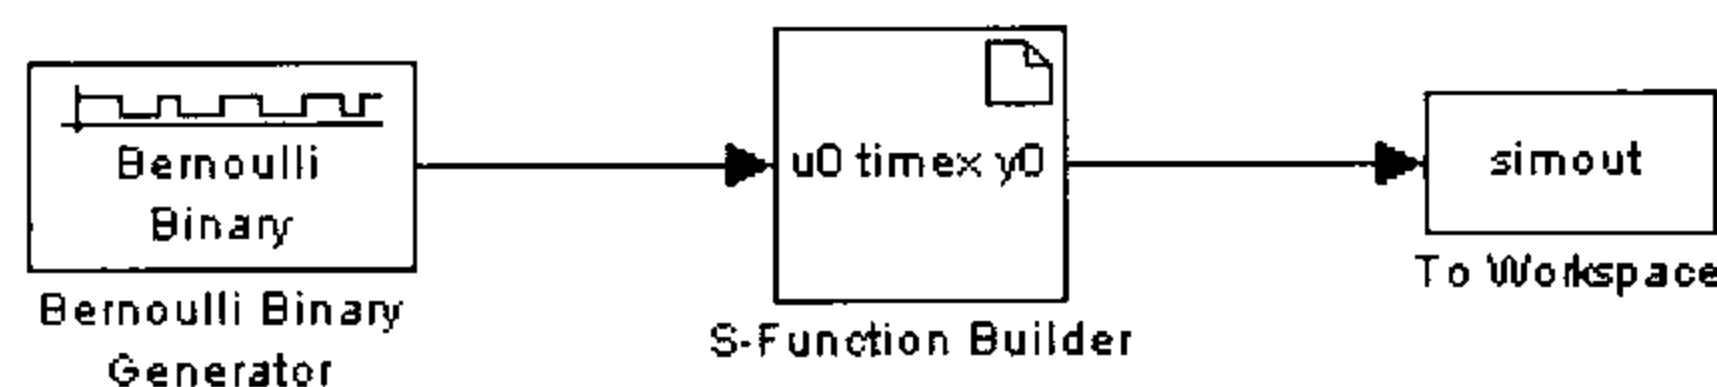 Bernoulli
Binary
Bernoulli Binary
Generator
u0 timex y0
S-Function Builder
simout
To Workspace